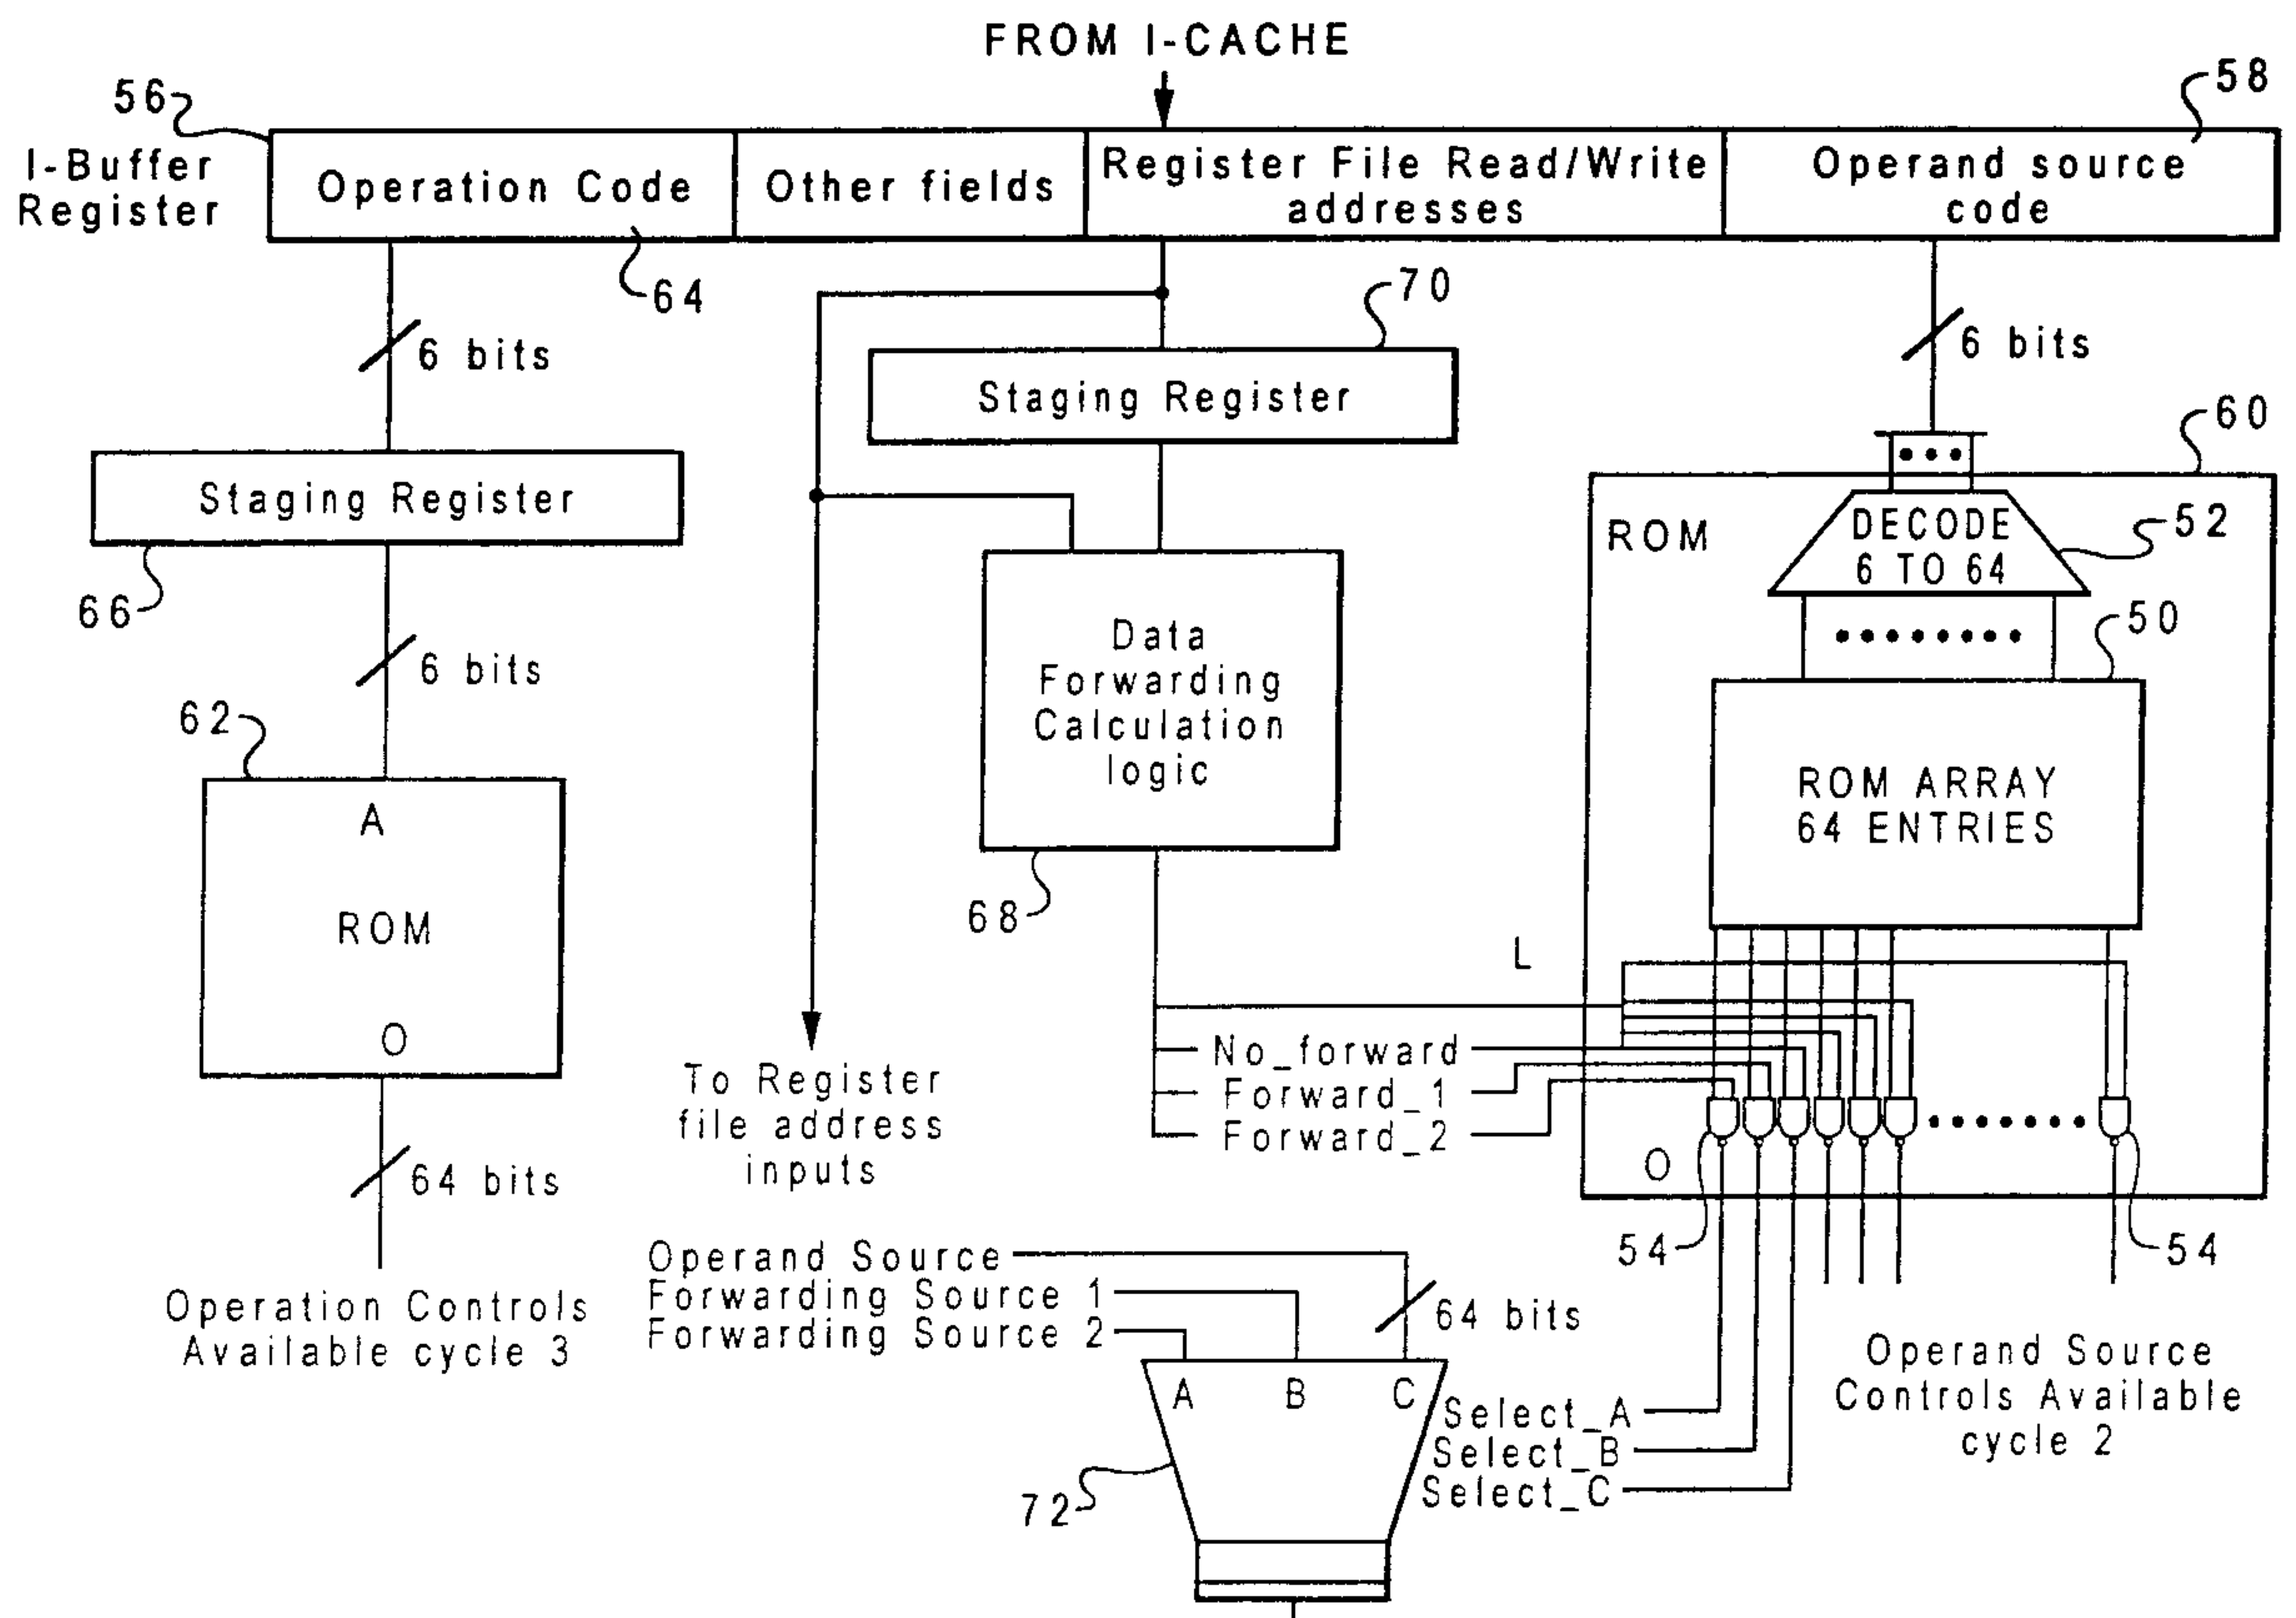 FROM I-CACHE
56
58
I-Buffer
Register
Operation Code
Other fields
Register File Read/Write
addresses
Operand source
code
64
70
6 bits
6 bits
Staging Register
60
Staging Register
66
ROM
DECODE
6 TO 64
52
50
6 bits
62
Data
Forwarding
Calculation
logic
ROM ARRAY
64 ENTRIES
A
ROM
O
68
L
No_forward
Forward_1
Forward_2
To Register
file address
inputs
O
64 bits
54
54
Operation Controls
Available cycle 3
Operand Source
Forwarding Source 1
Forwarding Source 2
64 bits
A B C
Select_A
Select_B
Select_C
Operand Source
Controls Available
cycle 2
72